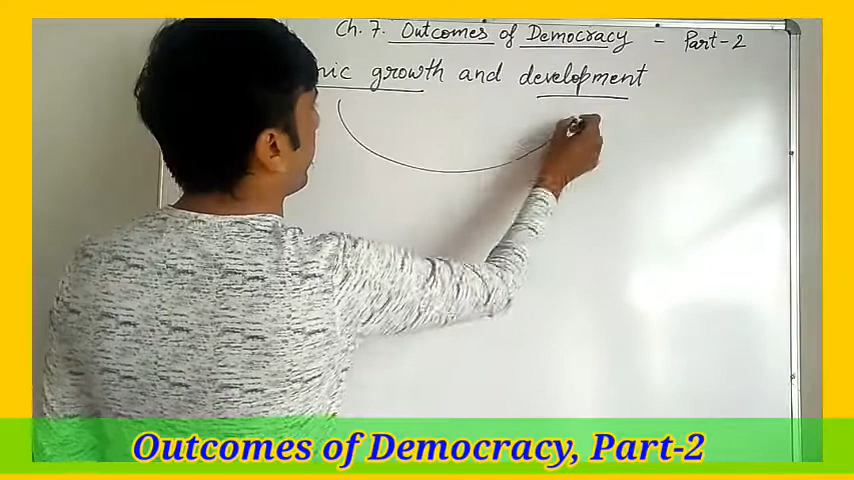 Ch. 7. Outcomes of Democracy - Part-2
growth and development
Outcomes of Democracy, Part-2